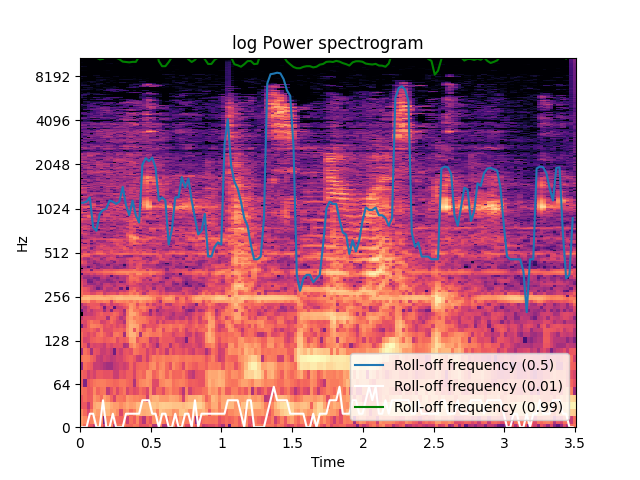 log Power spectrogram
8192
4096
2048
1024
512
256
128
64
0
Hz
Roll-off frequency (0.5)
Roll-off frequency (0.01)
Roll-off frequency (0.99)
0 0.5 1 1.5 2 2.5 3 3.5
Time